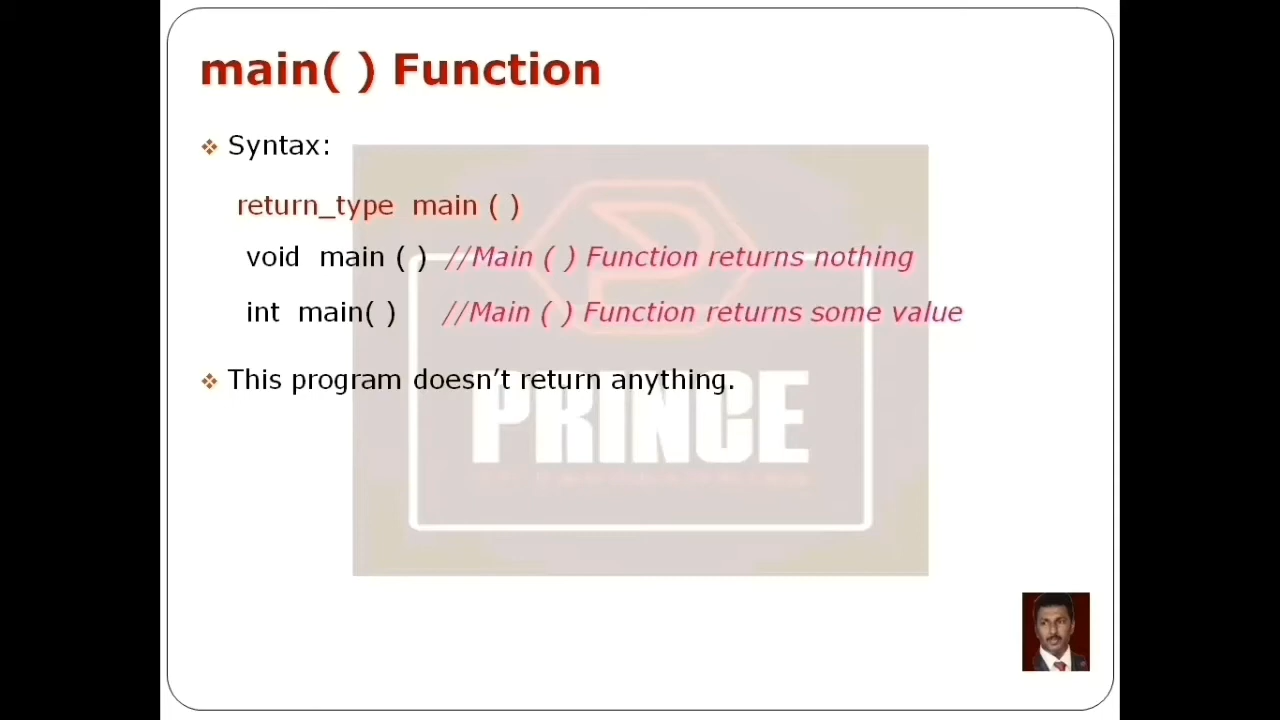 main( ) Function
Syntax:
return_type main ( )
void main ( ) //Main ( ) Function returns nothing
int main( ) //Main ( ) Function returns some value
This program doesn’t return anything.
PRINCE